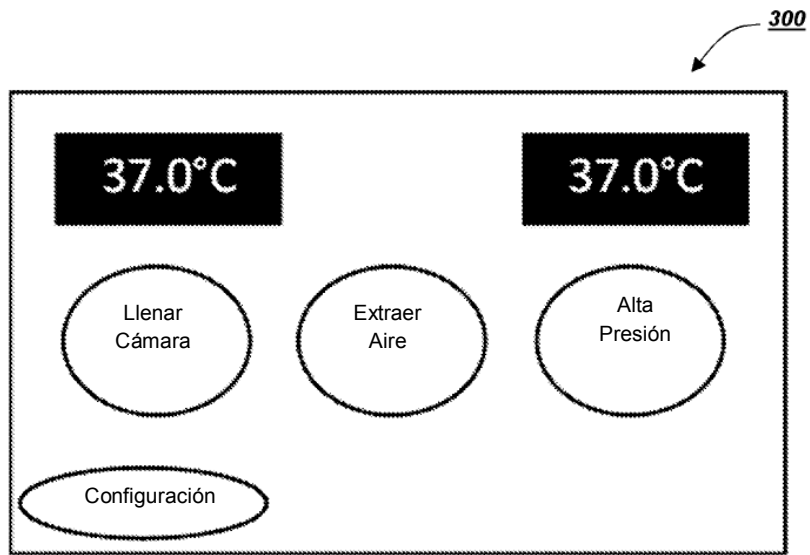 300
37.0°C
37.0°C
Llenar
Cámara
Extraer
Aire
Alta
Presión
Configuración